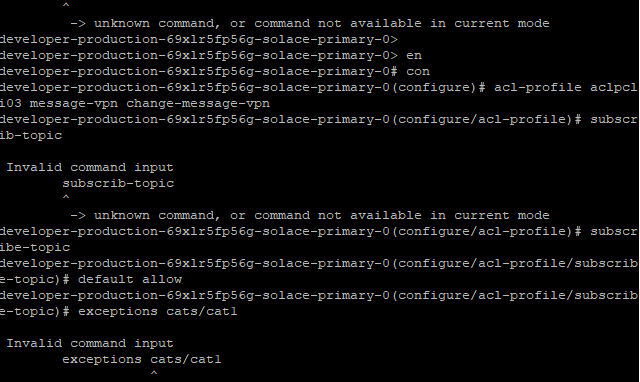 ^
-> unknown command, or command not available in current mode
developer-production-69xlr5fp56g-solace-primary-0>
developer-production-69xlr5fp56g-solace-primary-0> en
developer-production-69xlr5fp56g-solace-primary-0# con
developer-production-69xlr5fp56g-solace-primary-0(configure)# acl-profile aclpcl
i03 message-vpn change-message-vpn
developer-production-69xlr5fp56g-solace-primary-0(configure/acl-profile)# subscr
ib-topic
Invalid command input
subscrib-topic
^
-> unknown command, or command not available in current mode
developer-production-69xlr5fp56g-solace-primary-0(configure/acl-profile)# subscr
ibe-topic
developer-production-69xlr5fp56g-solace-primary-0(configure/acl-profile/subscrib
e-topic)# default allow
developer-production-69xlr5fp56g-solace-primary-0(configure/acl-profile/subscrib
e-topic)# exceptions cats/cat1
Invalid command input
exceptions cats/cat1
^